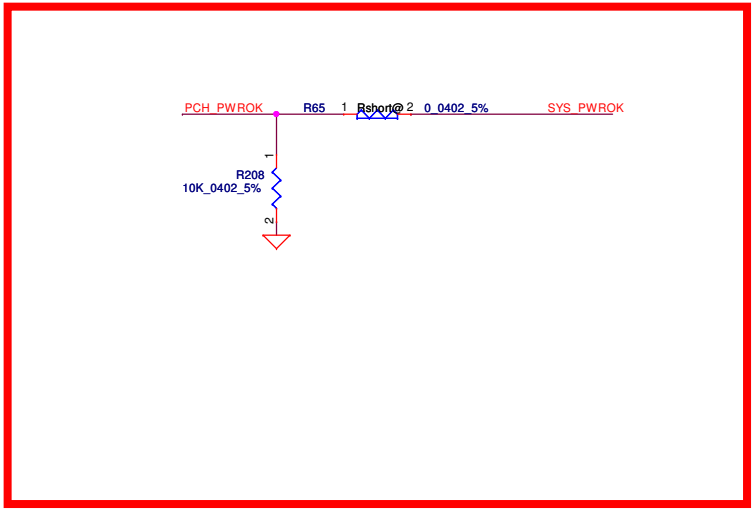 PCH_PWROK R65 1 Rshort@ 2 0_0402_5% SYS_PWROK
1
R208
10K_0402_5%
2